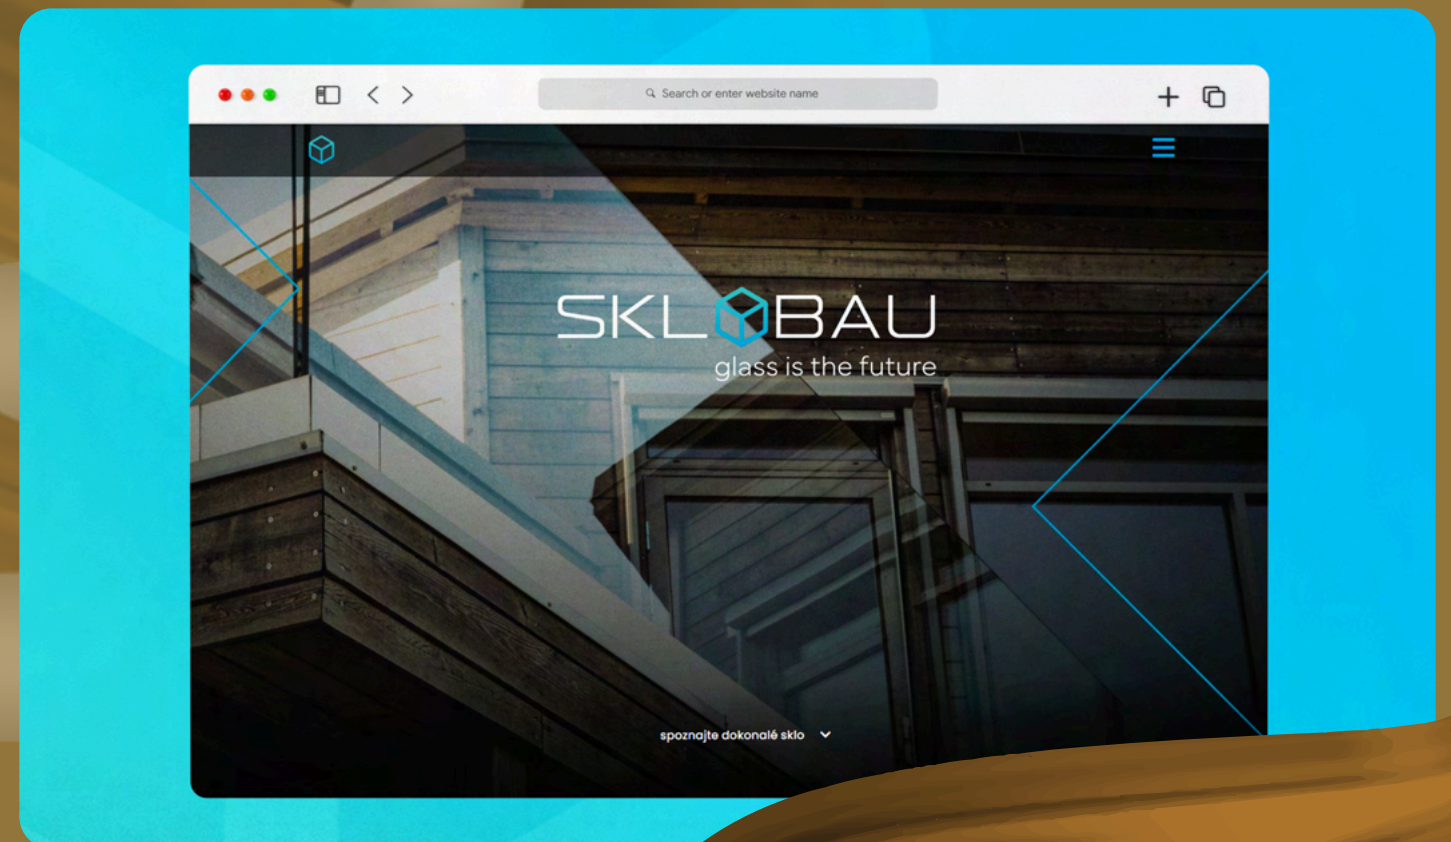 Search or enter website name
SKLOBAU
glass is the future
spoznajte dokonalé sklo